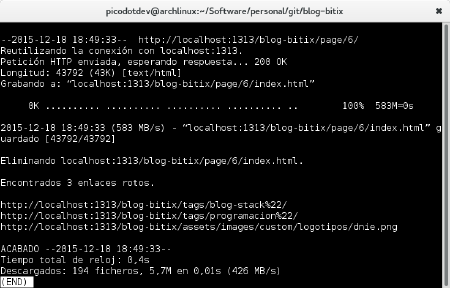 picodotdev@archlinux:~/Software/personal/git/blog-bitix
--2015-12-18 18:49:33--  http://localhost:1313/blog-bitix/page/6/
Reutilizando la conexión con localhost:1313.
Petición HTTP enviada, esperando respuesta... 200 OK
Longitud: 43792 (43K) [text/html]
Grabando a: “localhost:1313/blog-bitix/page/6/index.html”
0K .......... .......... .......... .......... .. 100% 583M=0s
2015-12-18 18:49:33 (583 MB/s) - “localhost:1313/blog-bitix/page/6/index.html” g
uardado [43792/43792]
Eliminando localhost:1313/blog-bitix/page/6/index.html.
Encontrados 3 enlaces rotos.
http://localhost:1313/blog-bitix/tags/blog-stack%22/
http://localhost:1313/blog-bitix/tags/programacion%22/
http://localhost:1313/blog-bitix/assets/images/custom/logotipos/dnie.png
ACABADO --2015-12-18 18:49:33--
Tiempo total de reloj: 0,4s
Descargados: 194 ficheros, 5,7M en 0,01s (426 MB/s)
(END)